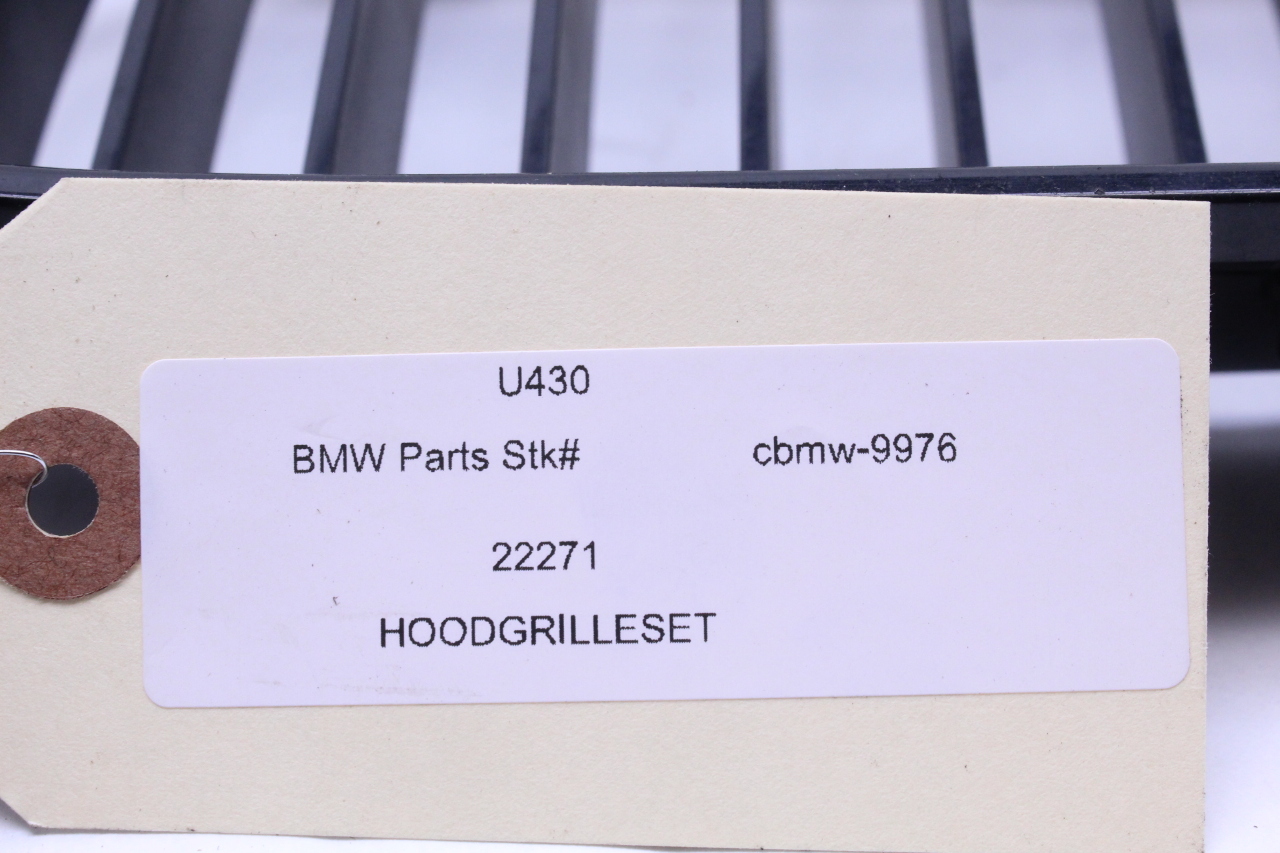 U430
BMW Parts Stk# cbmw-9976
22271
HOODGRILLESET